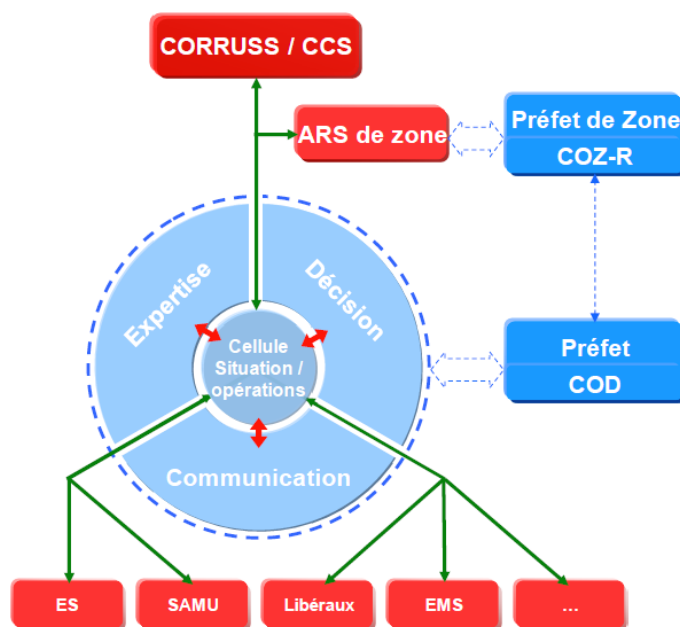 CORRUSS / CCS
ARS de zone
Préfet de Zone
COZ-R
Expertise
Décision
Cellule
Situation /
opérations
Préfet
COD
Communication
ES
SAMU
Libéraux
EMS
...